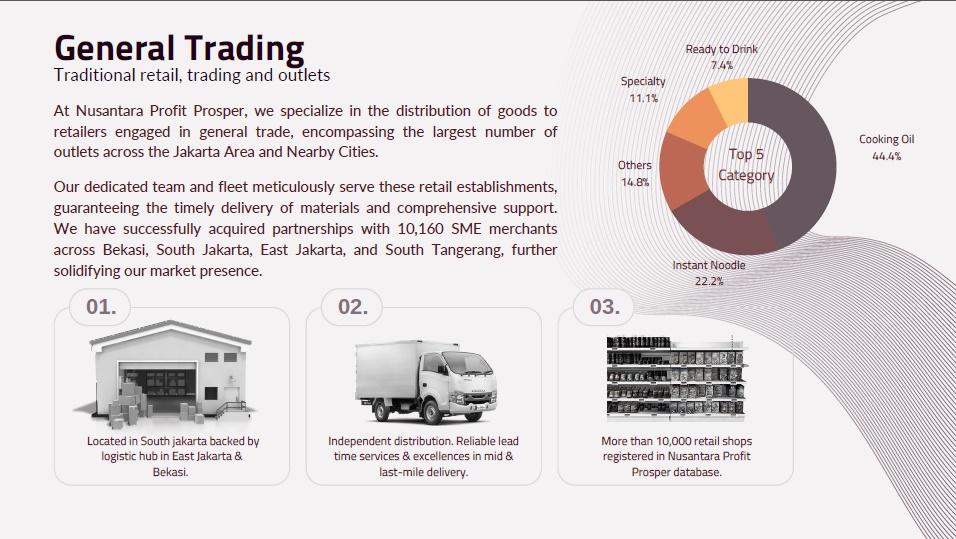 General Trading
Traditional retail, trading and outlets
At Nusantara Profit Prosper, we specialize in the distribution of goods to
retailers engaged in general trade, encompassing the largest number of
outlets across the Jakarta Area and Nearby Cities.
Our dedicated team and fleet meticulously serve these retail establishments,
guaranteeing the timely delivery of materials and comprehensive support.
We have successfully acquired partnerships with 10,160 SME merchants
across Bekasi, South Jakarta, East Jakarta, and South Tangerang, further
solidifying our market presence.
Ready to Drink
7.4%
Specialty
11.1%
Cooking Oil
44.4%
Top 5
Category
Others
14.8%
Instant Noodle
22.2%
01.
Located in South jakarta backed by
logistic hub in East Jakarta &
Bekasi.
02.
Independent distribution. Reliable lead
time services & excellences in mid &
last-mile delivery.
03.
More than 10,000 retail shops
registered in Nusantara Profit
Prosper database.